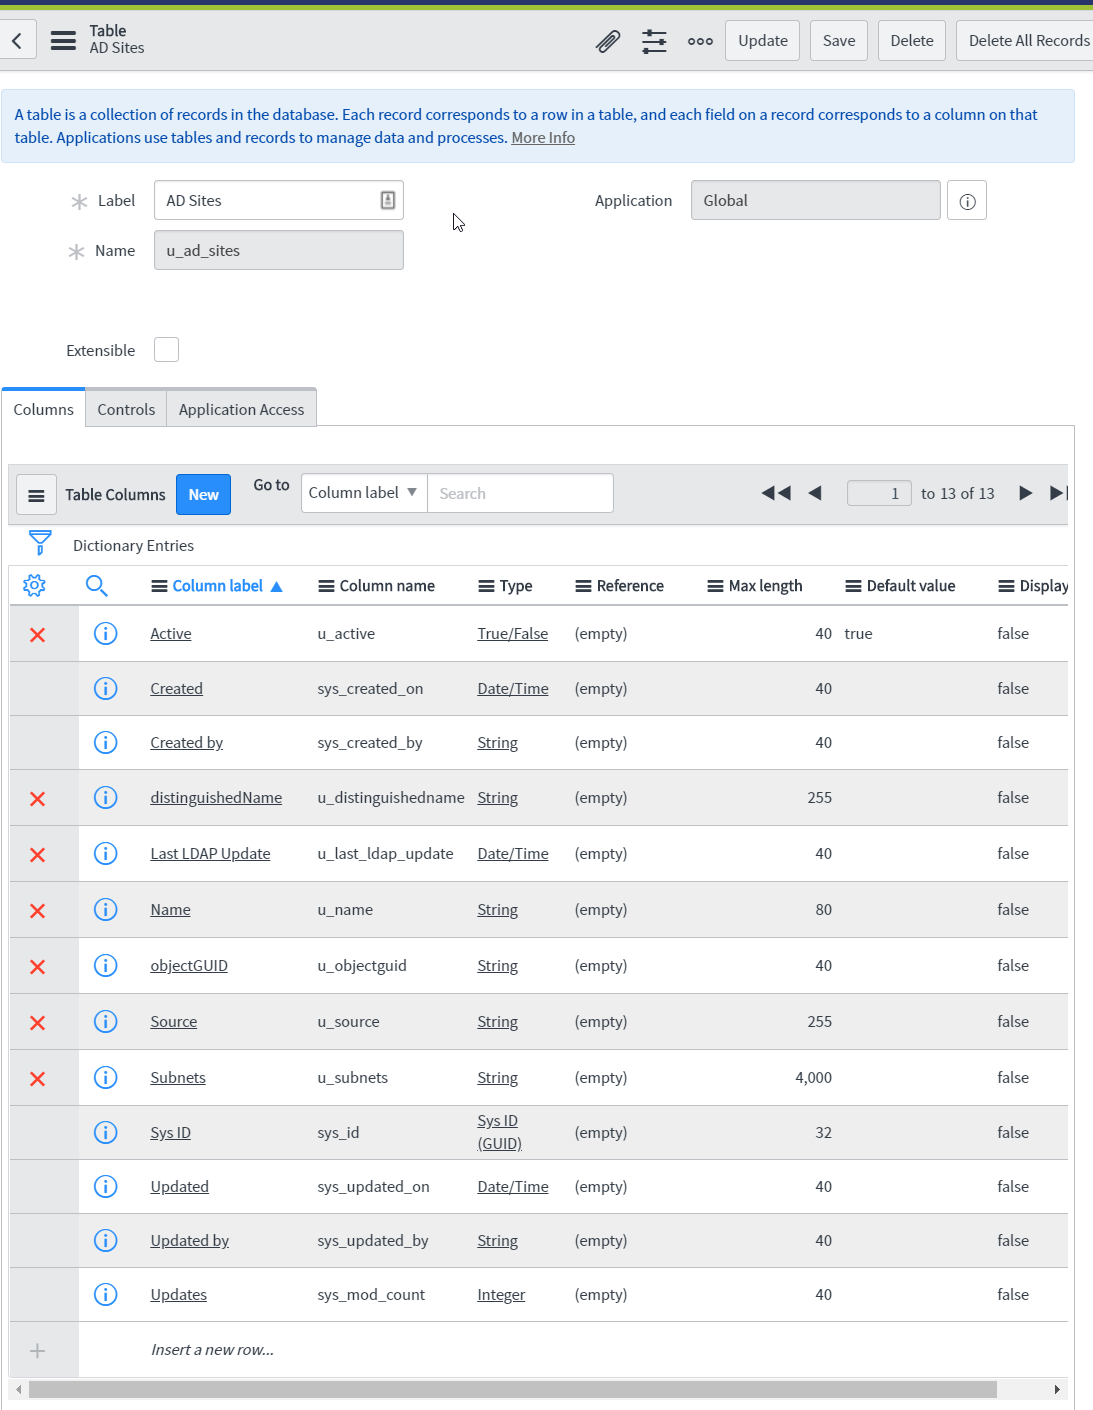 Table
AD Sites
Update Save Delete Delete All Records
A table is a collection of records in the database. Each record corresponds to a row in a table, and each field on a record corresponds to a column on that
table. Applications use tables and records to manage data and processes. More Info
Label AD Sites Application Global
Name u_ad_sites
Extensible
Columns Controls Application Access
Table Columns New Go to Column label Search 1 to 13 of 13
Dictionary Entries
Column label Column name Type Reference Max length Default value Display
Active u_active True/False (empty) 40 true false
Created sys_created_on Date/Time (empty) 40 false
Created by sys_created_by String (empty) 40 false
distinguishedName u_distinguishedname String (empty) 255 false
Last LDAP Update u_last_ldap_update Date/Time (empty) 40 false
Name u_name String (empty) 80 false
objectGUID u_objectguid String (empty) 40 false
Source u_source String (empty) 255 false
Subnets u_subnets String (empty) 4,000 false
Sys ID sys_id Sys ID (GUID) (empty) 32 false
Updated sys_updated_on Date/Time (empty) 40 false
Updated by sys_updated_by String (empty) 40 false
Updates sys_mod_count Integer (empty) 40 false
Insert a new row...